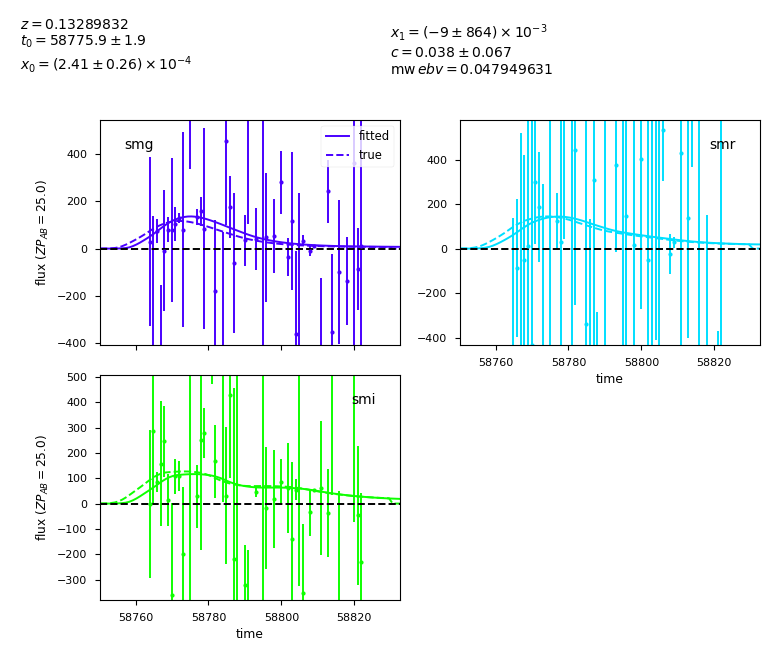 z = 0.13289832
t₀ = 58775.9 ± 1.9
x₀ = (2.41 ± 0.26) × 10⁻⁴
x₁ = (−9 ± 864) × 10⁻³
c = 0.038 ± 0.067
mw ebv = 0.047949631
smg
fitted
true
flux (ZP_AB = 25.0)
400
200
0
−200
−400
smr
400
200
0
−200
−400
58760 58780 58800 58820
time
smi
flux (ZP_AB = 25.0)
500
400
300
200
100
0
−100
−200
−300
58760 58780 58800 58820
time